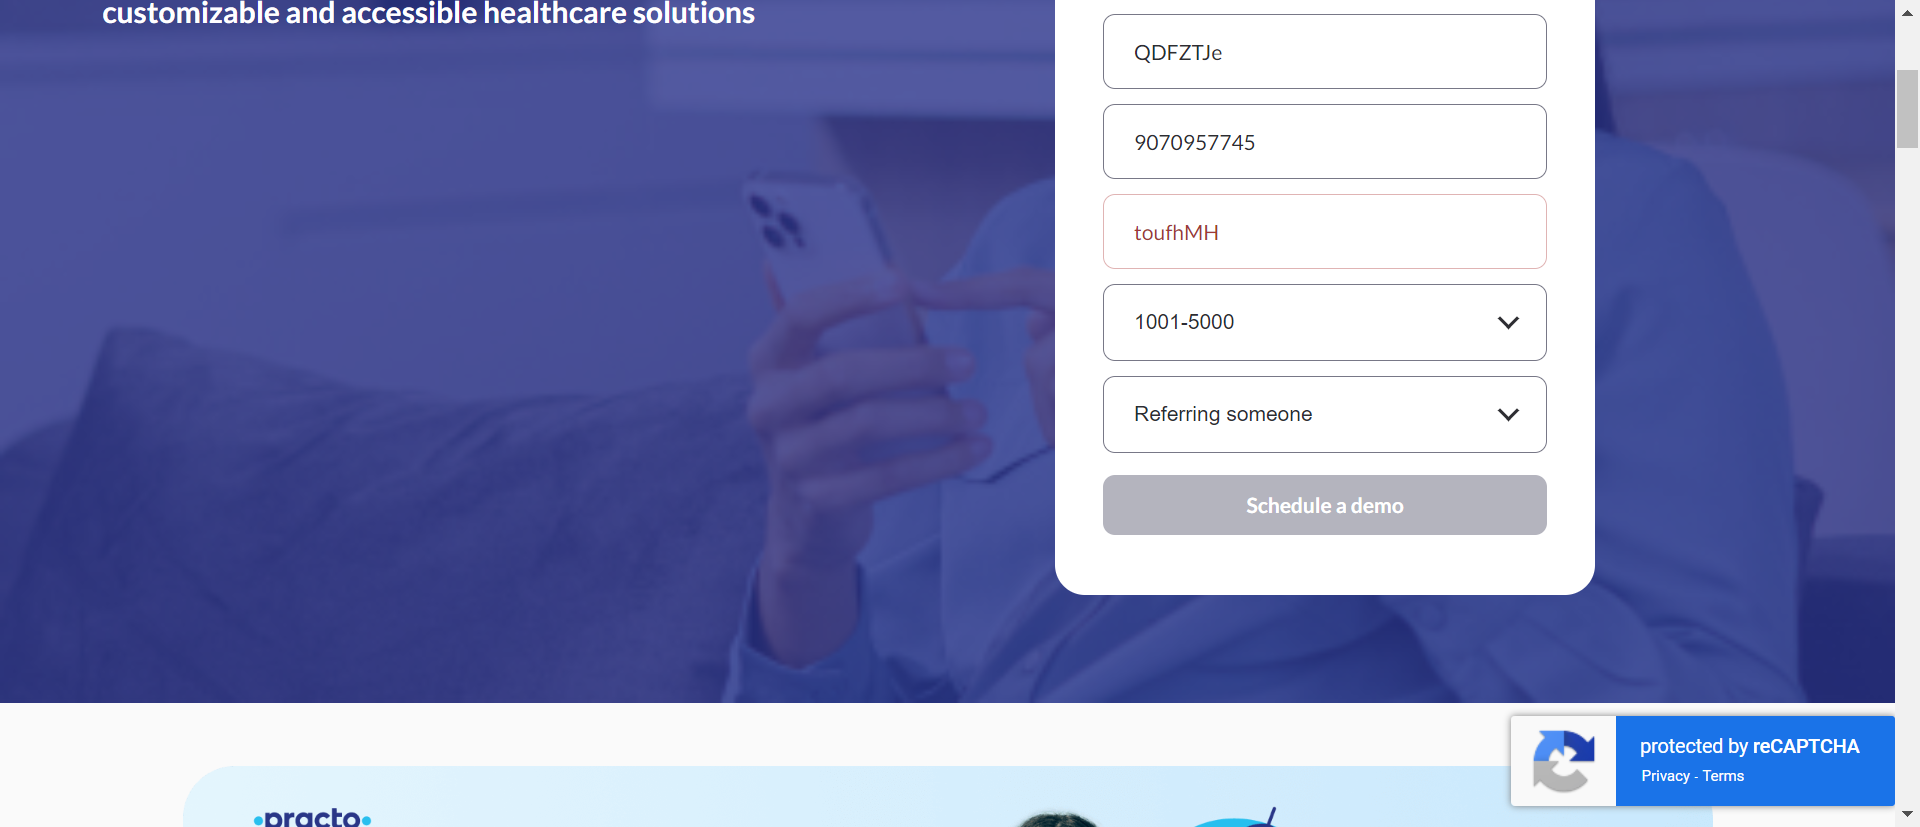 customizable and accessible healthcare solutions
QDFZTJe
9070957745
toufhMH
1001-5000
Referring someone
Schedule a demo
protected by reCAPTCHA
Privacy - Terms
•practo•